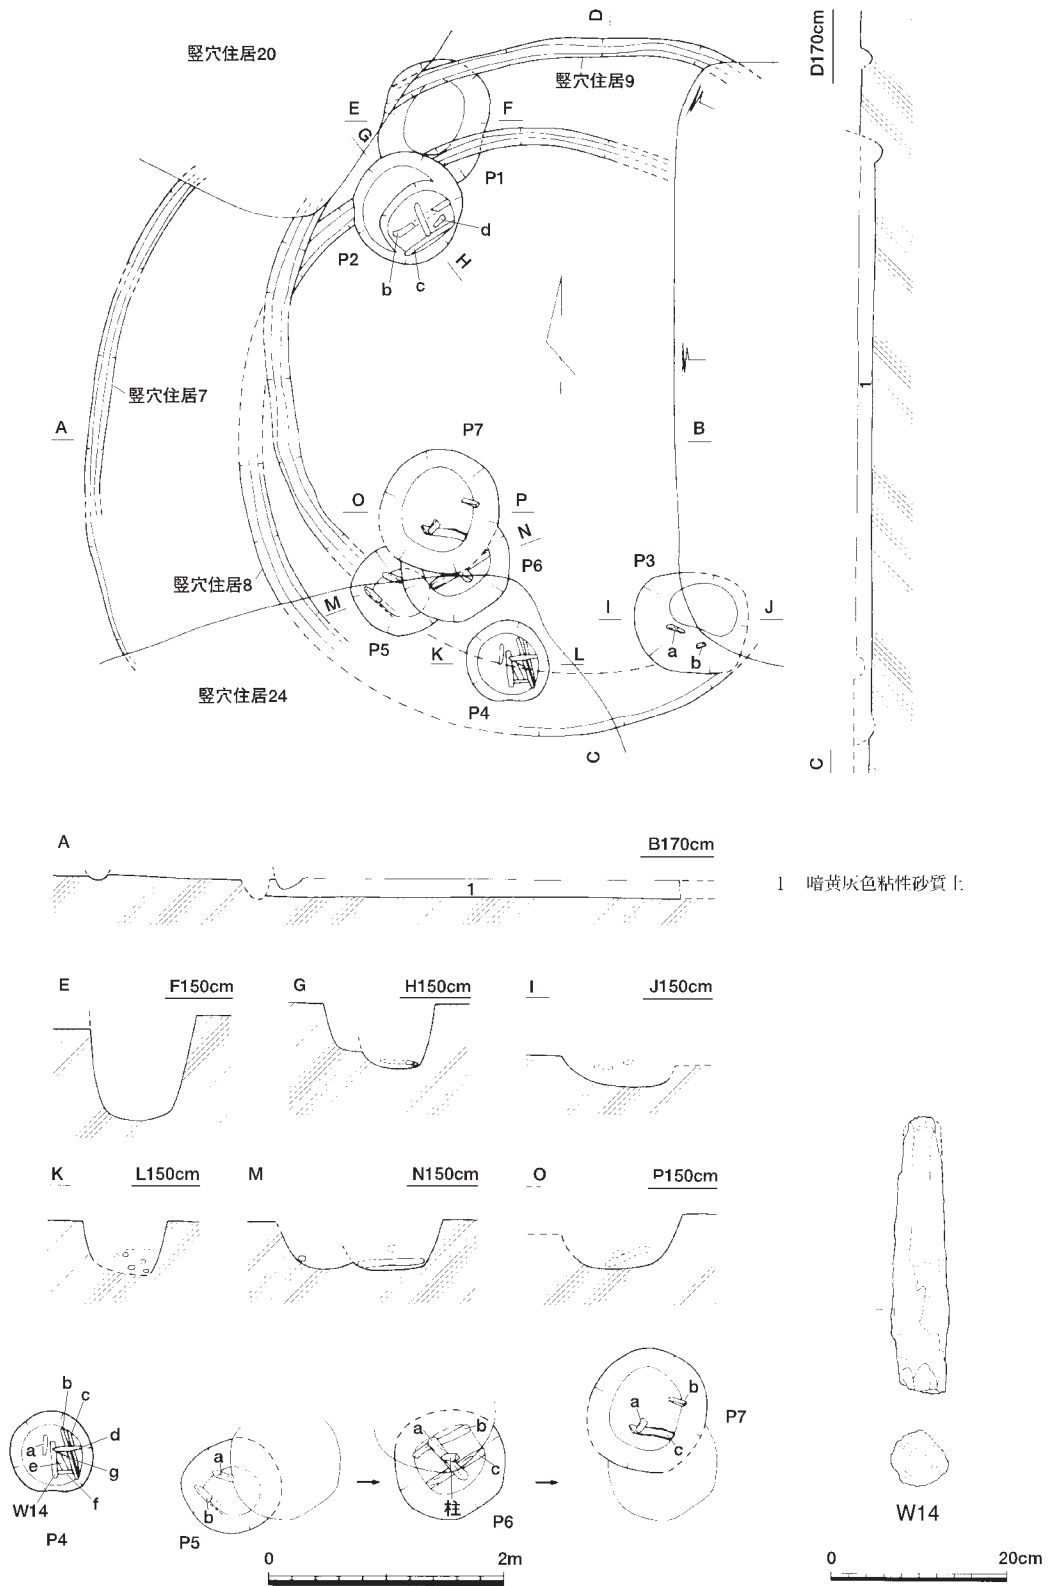 竪穴住居20
D
D170cm
竪穴住居9
E
F
G
P1
d
P2
b
c
H
竪穴住居7
A
B
1
P7
O
P
N
P6
竪穴住居8
P3
M
I
J
P5
a
b
K
L
竪穴住居24
P4
C
C
A
B170cm
1
1 暗黄灰色粘性砂質土
E
F150cm
G
H150cm
I
J150cm
K
L150cm
M
N150cm
O
P150cm
b
c
a
d
e
g
f
W14
P4
a
b
P5
a
b
c
柱
P6
a
b
c
P7
W14
0
2m
0
20cm